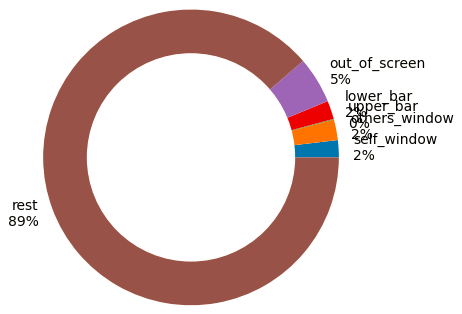 out_of_screen
5%
lower_bar
2%
upper_bar
0%
others_window
2%
self_window
2%
rest
89%